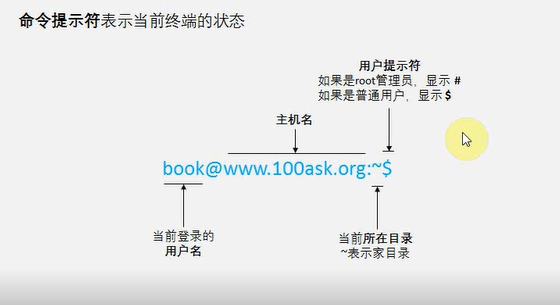 命令提示符表示当前终端的状态
用户提示符
如果是root管理员，显示 #
如果是普通用户，显示 $
主机名
book@www.100ask.org:~$
当前登录的
用户名
当前所在目录
~表示家目录